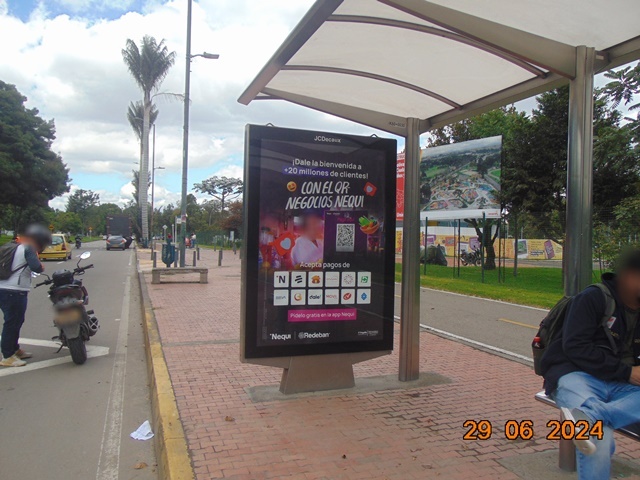 JCDecaux
¡Dale la bienvenida a
+20 millones de clientes!
CON EL QR
NEGOCIOS NEQUI
Acepta pagos de
Pídelo gratis en la app Nequi
Nequi | Redeban
29 06 2024